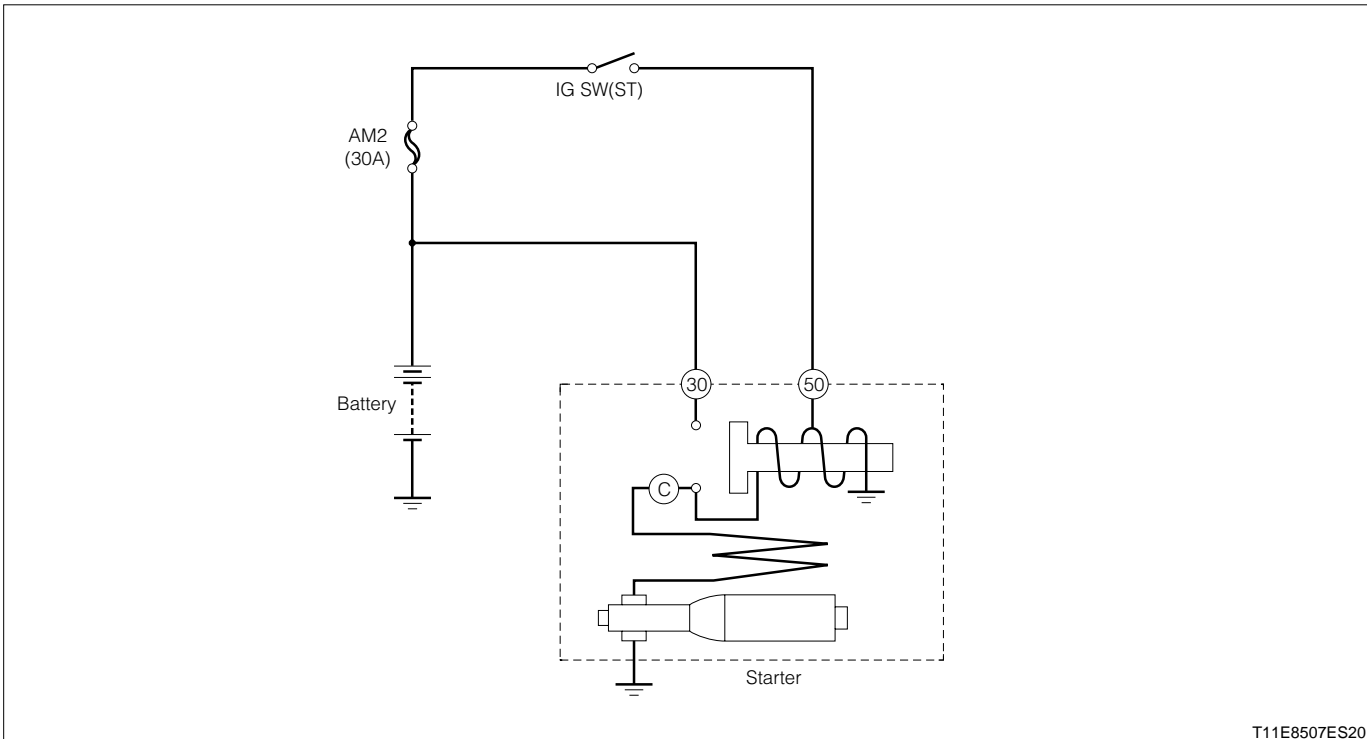 IG SW(ST)
AM2
(30A)
30
50
Battery
C
Starter
T11E8507ES20